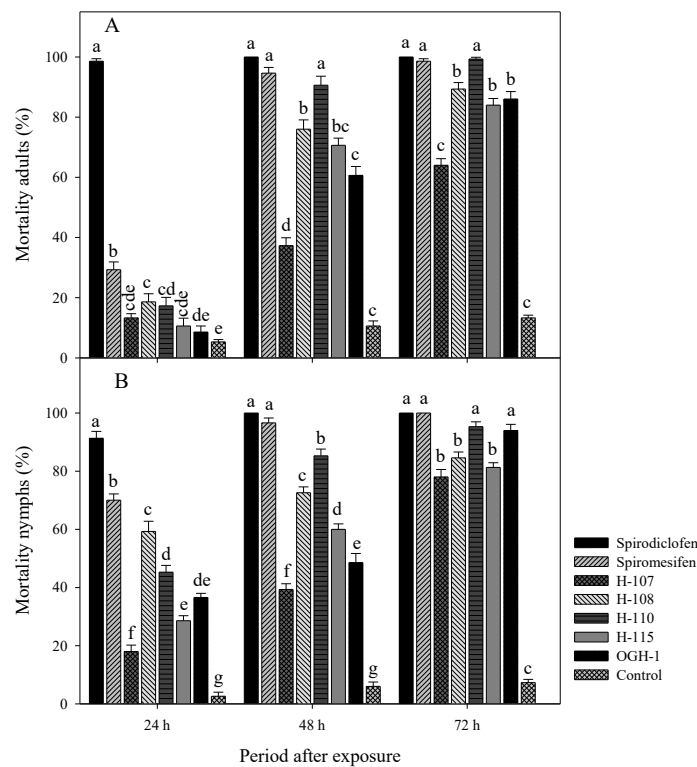 A
Mortality adults (%)
100
80
60
40
20
0
a
b
cde
c
cd
cde
de
e
a
a
d
b
a
bc
c
c
a
a
c
b
a
b
b
c
B
Mortality nymphs (%)
100
80
60
40
20
0
a
b
f
c
d
e
de
g
a
a
f
c
b
d
e
g
a
a
b
b
a
b
a
c
24 h
48 h
72 h
Period after exposure
Spirodiclofen
Spiromesifen
H-107
H-108
H-110
H-115
OGH-1
Control